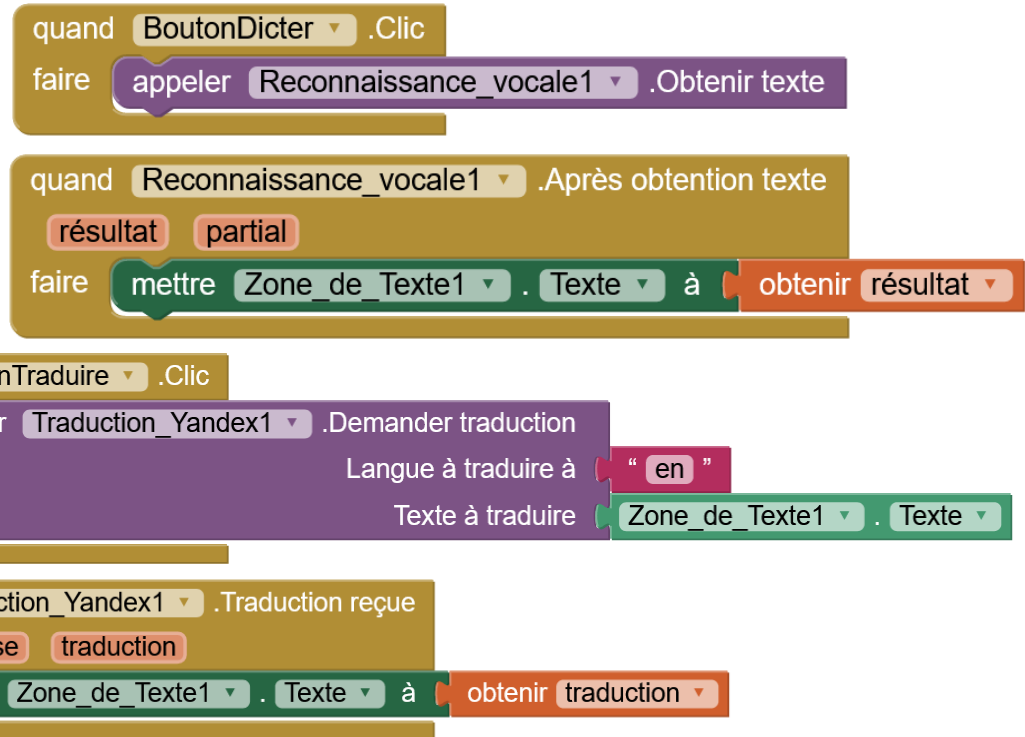 quand BoutonDicter .Clic
faire appeler Reconnaissance_vocale1 .Obtenir texte
quand Reconnaissance_vocale1 .Après obtention texte
résultat partial
faire mettre Zone_de_Texte1 . Texte à obtenir résultat
nTraduire .Clic
r Traduction_Yandex1 .Demander traduction
Langue à traduire à “ en ”
Texte à traduire Zone_de_Texte1 . Texte
ction_Yandex1 .Traduction reçue
se traduction
Zone_de_Texte1 . Texte à obtenir traduction